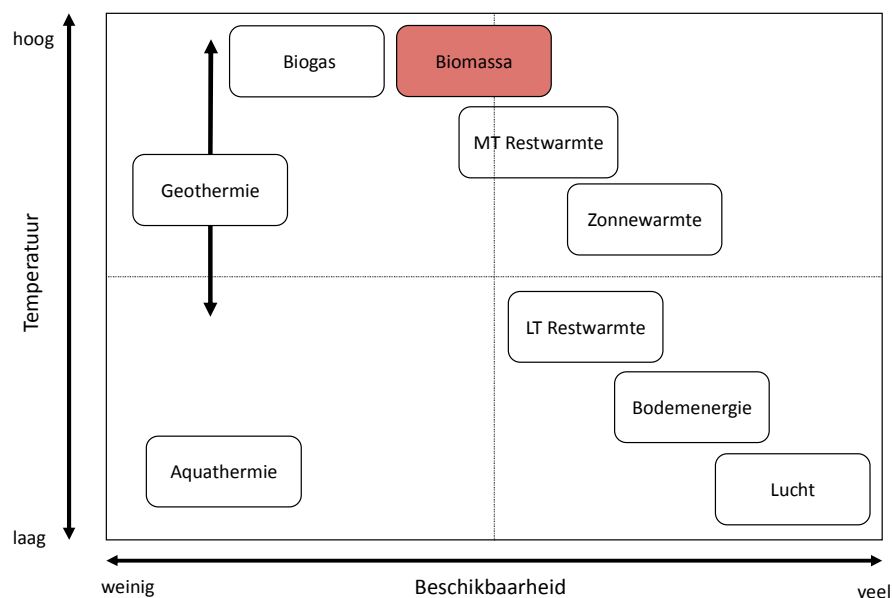 hoog
Biogas
Biomassa
MT Restwarmte
Geothermie
Zonnewarmte
Temperatuur
LT Restwarmte
Bodemenergie
Aquathermie
Lucht
laag
weinig
Beschikbaarheid
veel